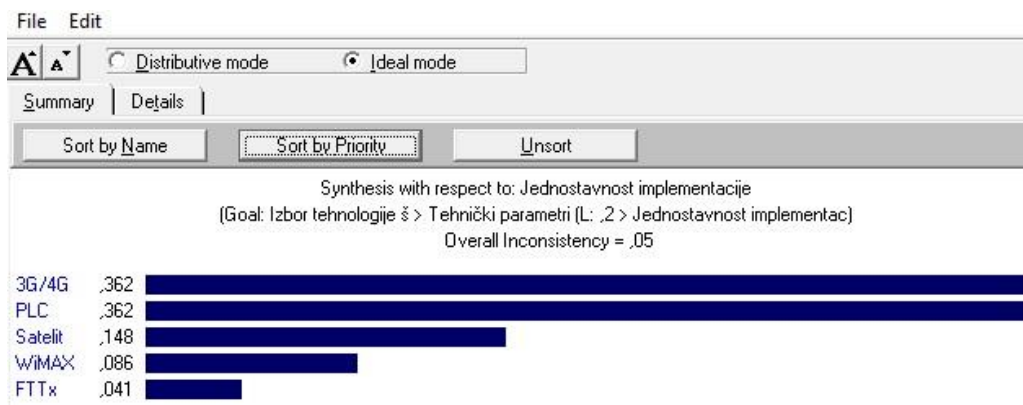 File Edit
A A Distributive mode Ideal mode
Summary Details
Sort by Name Sort by Priority Unsort
Synthesis with respect to: Jednostavnost implementacije
(Goal: Izbor tehnologije š > Tehnički parametri (L: ,2 > Jednostavnost implementac)
Overall Inconsistency = ,05
3G/4G ,362
PLC ,362
Satelit ,148
WiMAX ,086
FTTx ,041